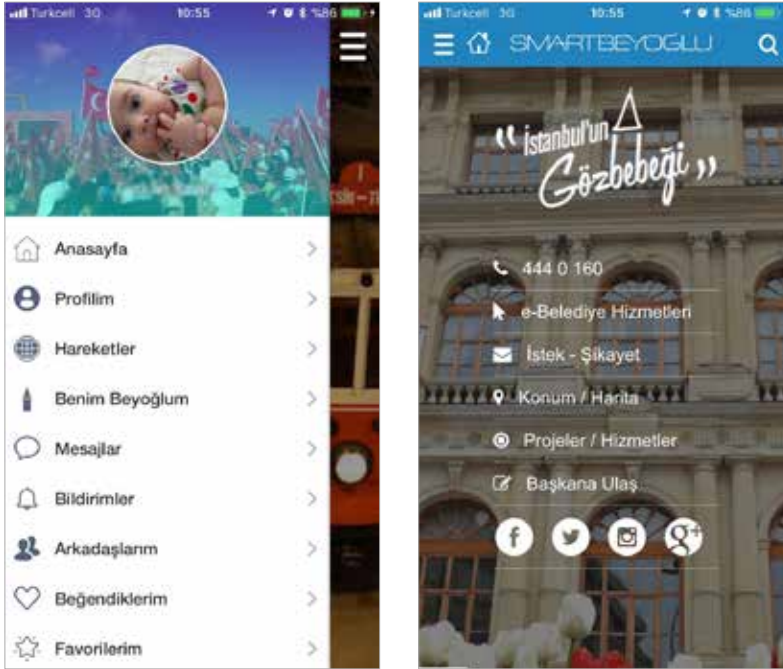 Turkcell 3G 10:55 %86
Anasayfa
Profilim
Hareketler
Benim Beyoğlum
Mesajlar
Bildirimler
Arkadaşlarım
Beğendiklerim
Favorilerim
Turkcell 3G 10:55 %86
SMARTBEYOGLU
“ İstanbul'un
Gözbebeği ”
444 0 160
e-Belediye Hizmetleri
İstek - Şikayet
Konum / Harita
Projeler / Hizmetler
Başkana Ulaş
f
g+